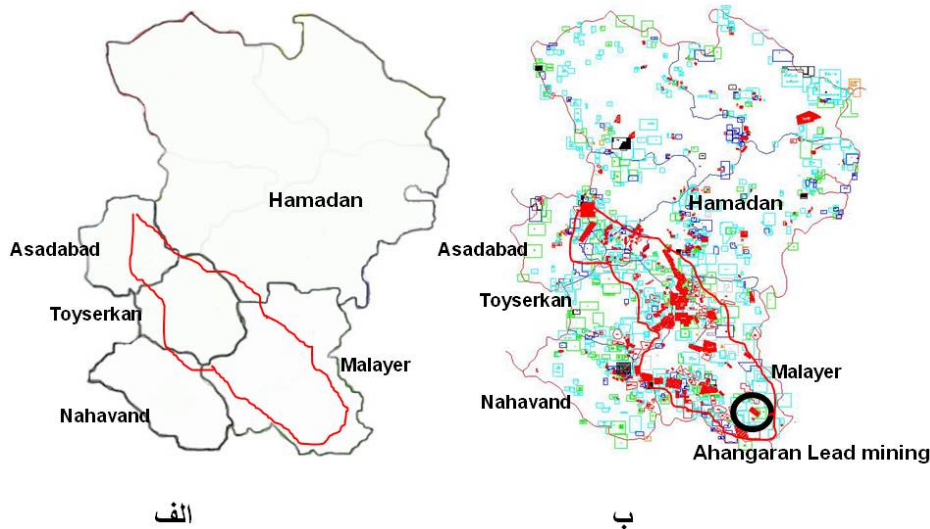 Hamadan
Asadabad
Toyserkan
Malayer
Nahavand
الف
Hamadan
Asadabad
Toyserkan
Malayer
Nahavand
Ahangaran Lead mining
ب